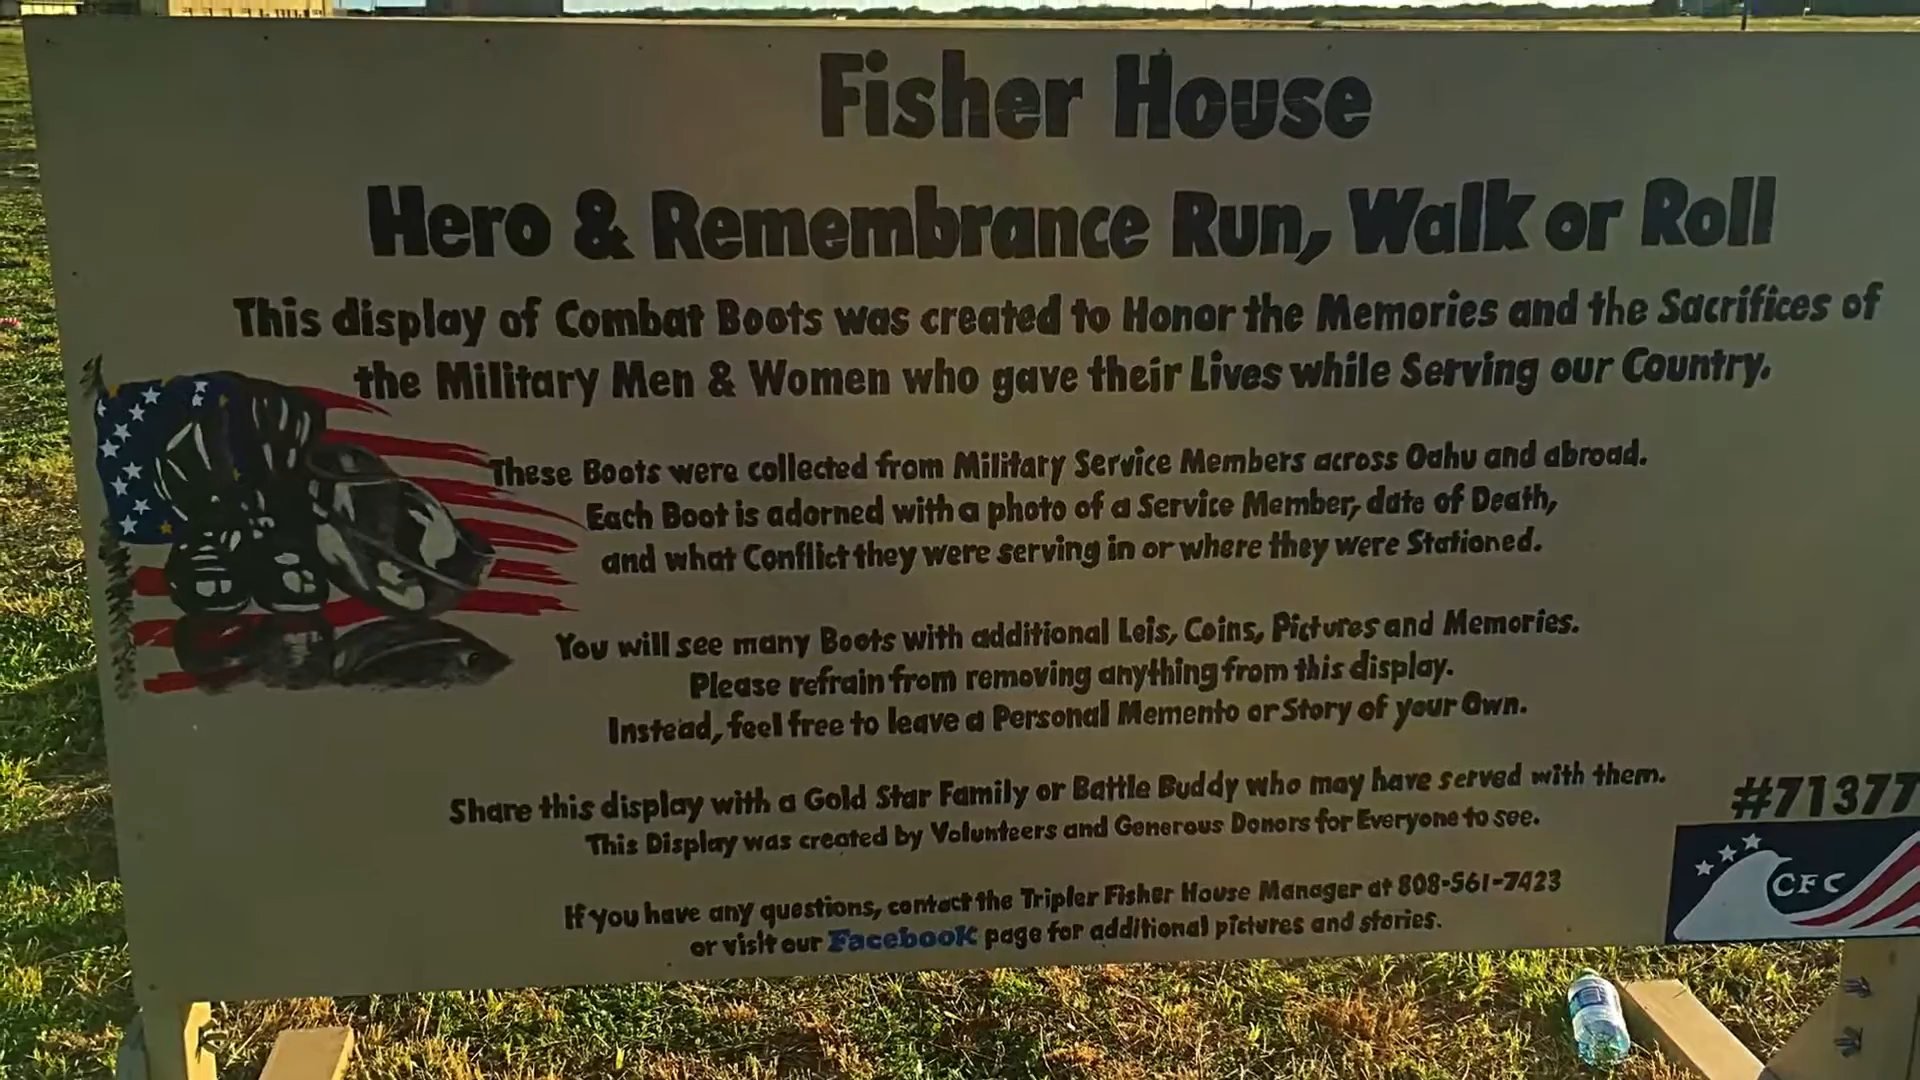 Fisher House
Hero & Remembrance Run, Walk or Roll
This display of Combat Boots was created to Honor the Memories and the Sacrifices of
the Military Men & Women who gave their Lives while Serving our Country.
These Boots were collected from Military Service Members across Oahu and abroad.
Each Boot is adorned with a photo of a Service Member, date of Death,
and what Conflict they were serving in or where they were Stationed.
You will see many Boots with additional Leis, Coins, Pictures and Memories.
Please refrain from removing anything from this display.
Instead, feel free to leave a Personal Memento or Story of your Own.
Share this display with a Gold Star Family or Battle Buddy who may have served with them.
This Display was created by Volunteers and Generous Donors for Everyone to see.
If you have any questions, contact the Tripler Fisher House Manager at 808-561-7423
or visit our Facebook page for additional pictures and stories.
#71377
CFC